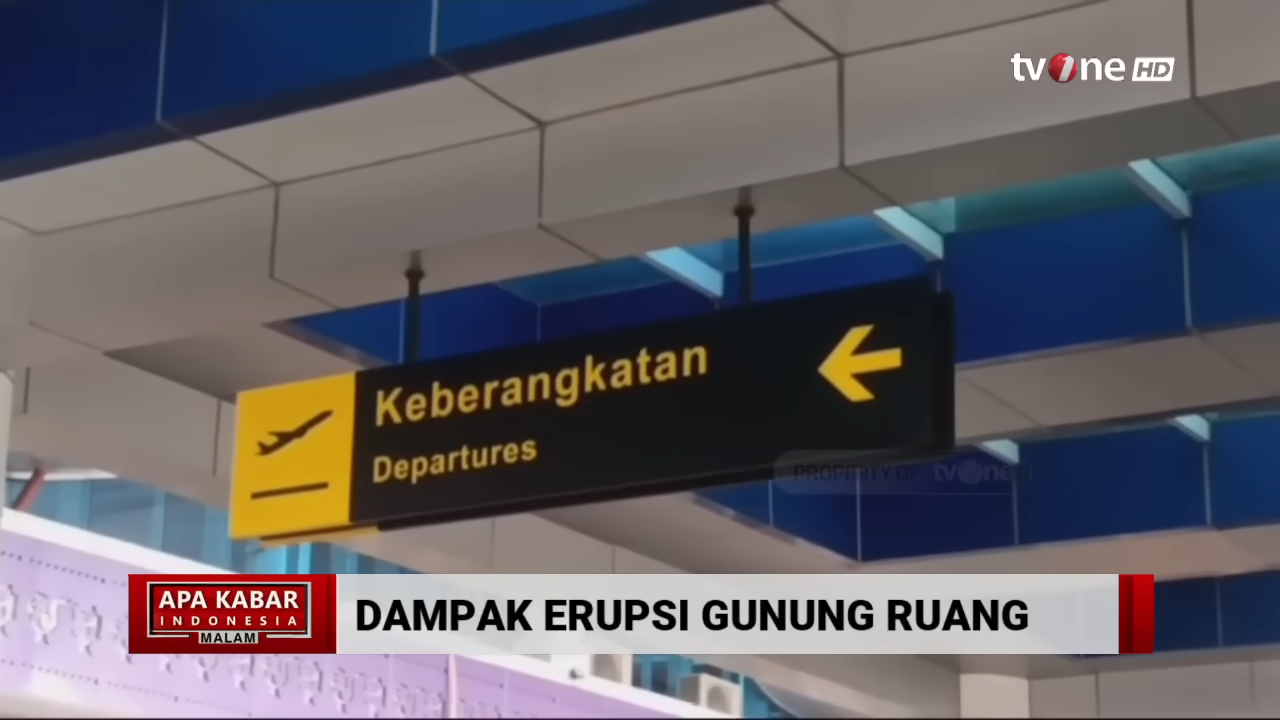 tvOne HD
Keberangkatan
Departures
PROPERTY OF tvOne
APA KABAR
INDONESIA
MALAM
DAMPAK ERUPSI GUNUNG RUANG